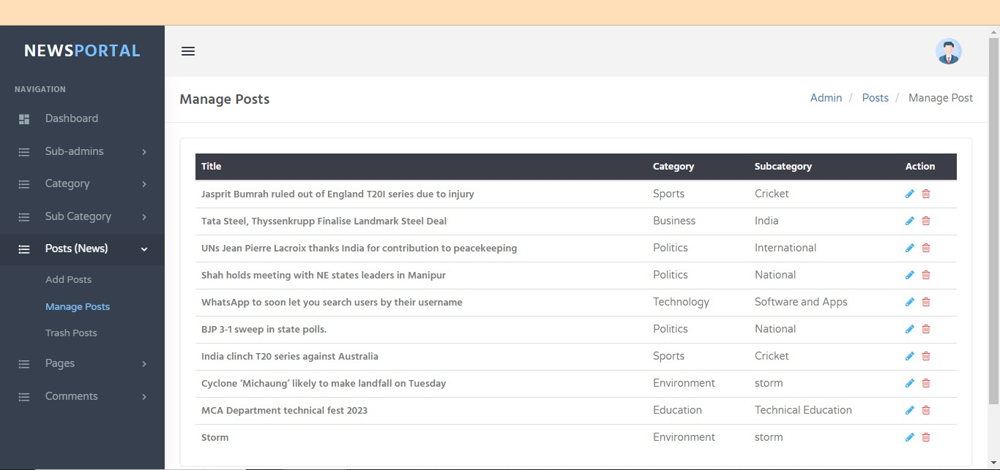 NEWSPORTAL
NAVIGATION
Dashboard
Sub-admins
Category
Sub Category
Posts (News)
Add Posts
Manage Posts
Trash Posts
Pages
Comments
Manage Posts
Admin / Posts / Manage Post
Title Category Subcategory Action
Jasprit Bumrah ruled out of England T20I series due to injury Sports Cricket
Tata Steel, Thyssenkrupp Finalise Landmark Steel Deal Business India
UNs Jean Pierre Lacroix thanks India for contribution to peacekeeping Politics International
Shah holds meeting with NE states leaders in Manipur Politics National
WhatsApp to soon let you search users by their username Technology Software and Apps
BJP 3-1 sweep in state polls. Politics National
India clinch T20 series against Australia Sports Cricket
Cyclone ‘Michaung’ likely to make landfall on Tuesday Environment storm
MCA Department technical fest 2023 Education Technical Education
Storm Environment storm